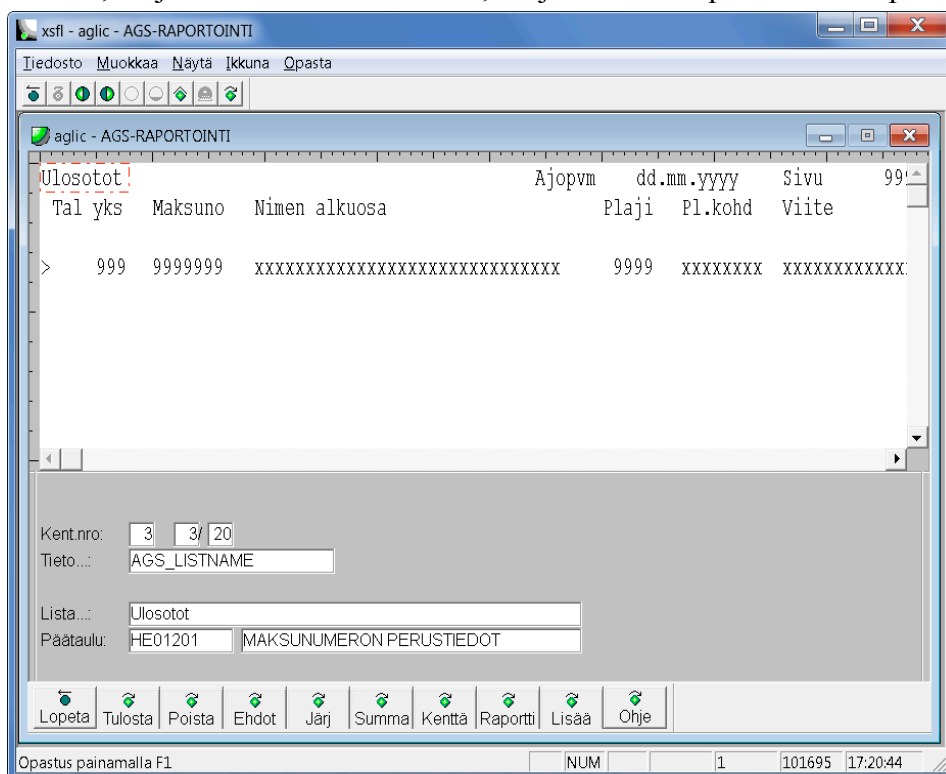 xsfl - aglic - AGS-RAPORTOINTI
Tiedosto Muokkaa Näytä Ikkuna Opasta
aglic - AGS-RAPORTOINTI
Ulosotot Ajopvm dd.mm.yyyy Sivu 99
Tal yks Maksuno Nimen alkuosa Plaji Pl.kohd Viite
> 999 9999999 xxxxxxxxxxxxxxxxxxxxxxxxxxxxxx 9999 xxxxxxxx xxxxxxxxxxxx
Kent.nro: 3 3/ 20
Tieto...: AGS_LISTNAME
Lista...: Ulosotot
Päätaulu: HE01201 MAKSUNUMERON PERUSTIEDOT
Lopeta Tulosta Poista Ehdot Järj Summa Kenttä Raportti Lisää Ohje
Opastus painamalla F1 NUM 1 101695 17:20:44